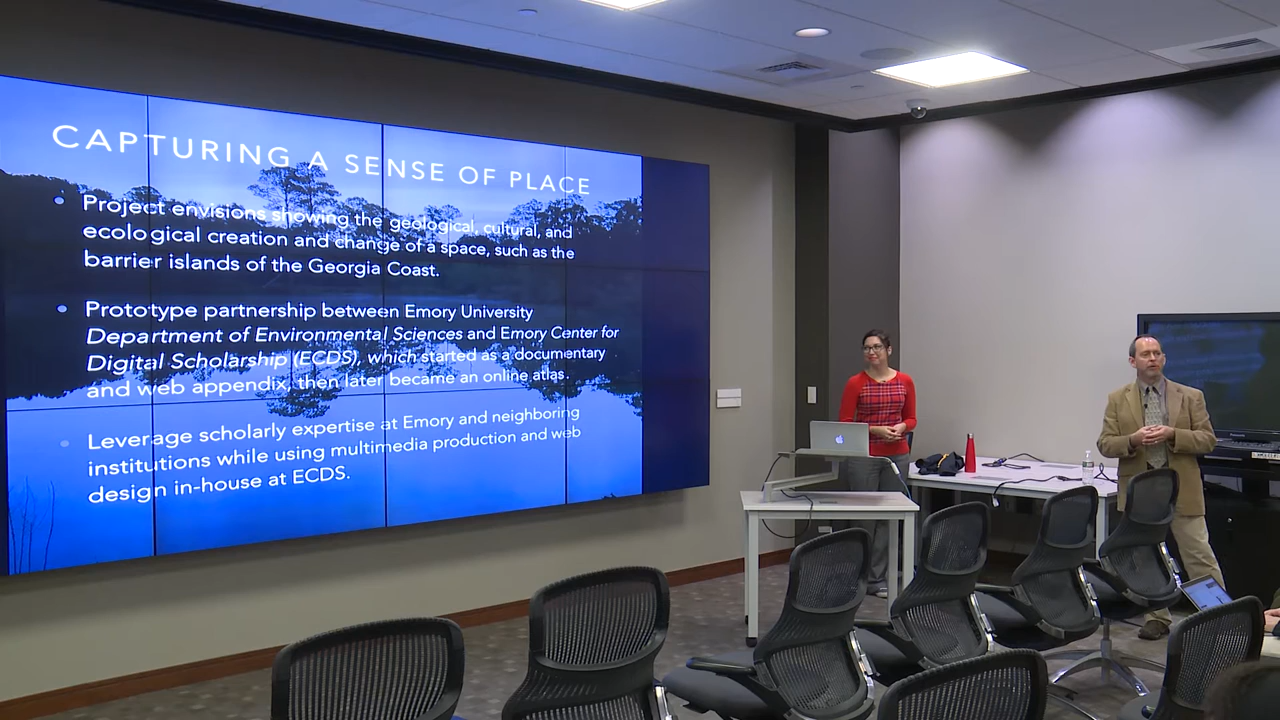 CAPTURING A SENSE OF PLACE
• Project envisions showing the geological, cultural, and
ecological creation and change of a space, such as the
barrier islands of the Georgia Coast.
• Prototype partnership between Emory University
Department of Environmental Sciences and Emory Center for
Digital Scholarship (ECDS), which started as a documentary
and web appendix, then later became an online atlas.
• Leverage scholarly expertise at Emory and neighboring
institutions while using multimedia production and web
design in-house at ECDS.
Panasonic